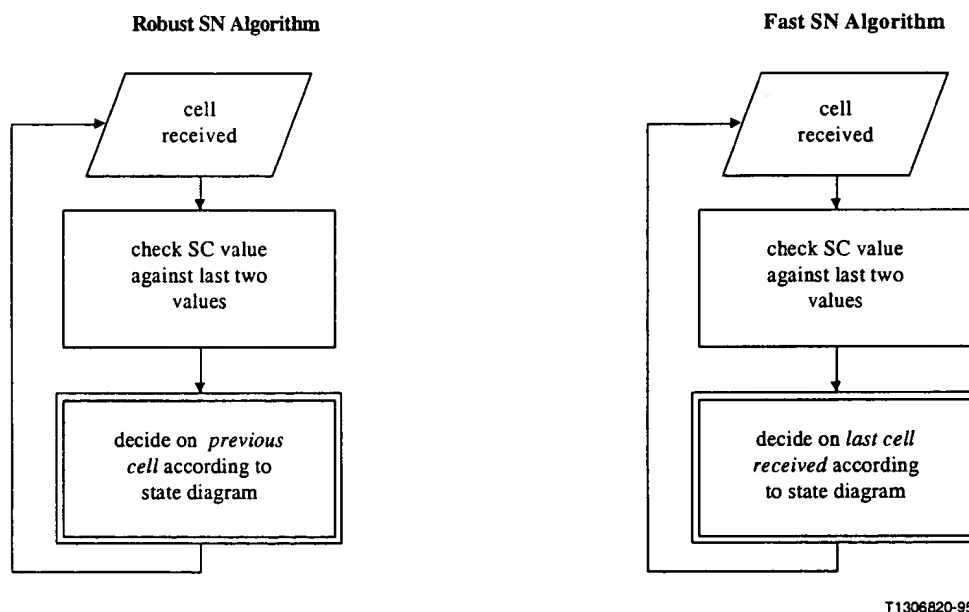 Robust SN Algorithm
cell
received
check SC value
against last two
values
decide on previous
cell according to
state diagram
Fast SN Algorithm
cell
received
check SC value
against last two
values
decide on last cell
received according
to state diagram